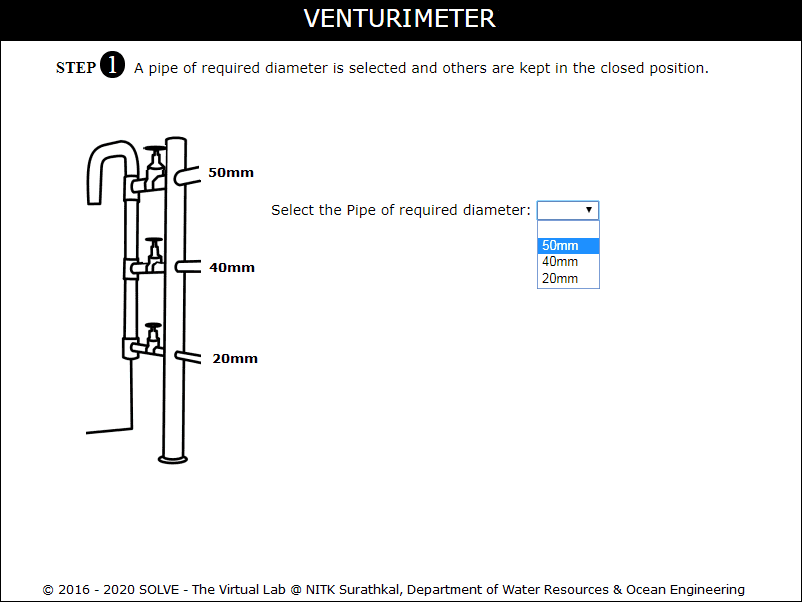 VENTURIMETER
STEP 1 A pipe of required diameter is selected and others are kept in the closed position.
50mm
Select the Pipe of required diameter:
50mm
40mm
40mm
20mm
20mm
© 2016 - 2020 SOLVE - The Virtual Lab @ NITK Surathkal, Department of Water Resources & Ocean Engineering